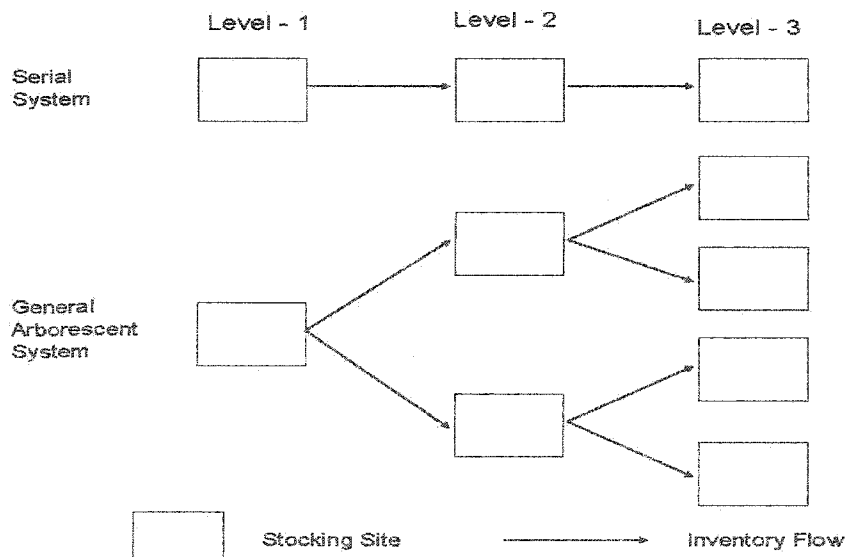 Level - 1
Level - 2
Level - 3
Serial
System
General
Arborescent
System
Stocking Site
Inventory Flow